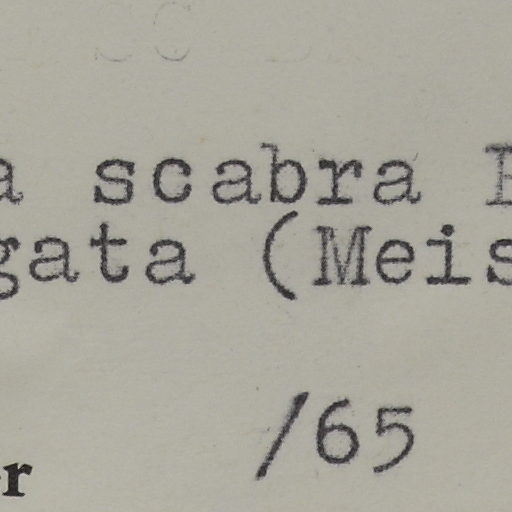 a scabra
gata (Meis
/65
r